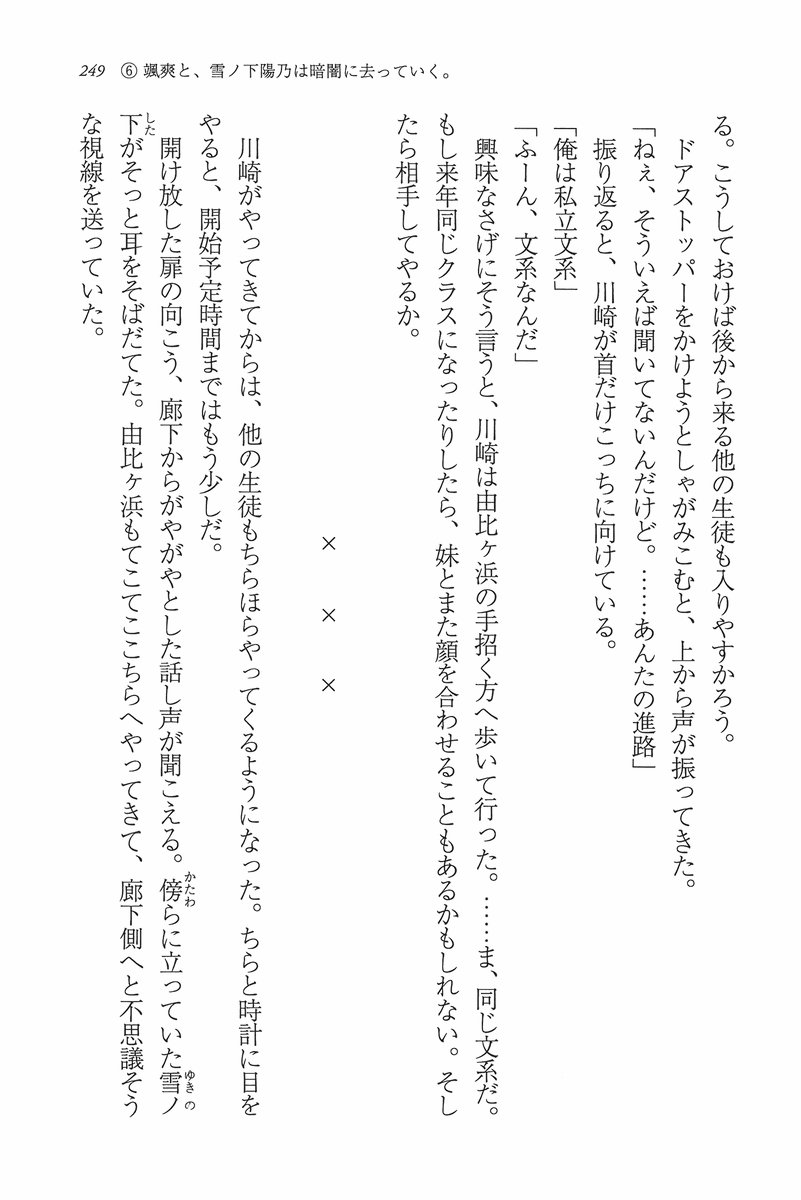 249 ⑥ 颯爽と、雪ノ下陽乃は暗闇に去っていく。
る。こうしておけば後から来る他の生徒も入りやすかろう。
　ドアストッパーをかけようとしゃがみこむと、上から声が振ってきた。
「ねぇ、そういえば聞いてないんだけど。……あんたの進路」
　振り返ると、川崎が首だけこっちに向けている。
「俺は私立文系」
「ふーん、文系なんだ」
　興味なさげにそう言うと、川崎は由比ヶ浜の手招く方へ歩いて行った。……ま、同じ文系だ。
もし来年同じクラスになったりしたら、妹とまた顔を合わせることもあるかもしれない。そし
たら相手してやるか。
×　×　×
　川崎がやってきてからは、他の生徒もちらほらやってくるようになった。ちらと時計に目を
やると、開始予定時間まではもう少しだ。
　開け放した扉の向こう、廊下からがやがやとした話し声が聞こえる。傍らに立っていた雪ノ
かたわ
ゆきの
下がそっと耳をそばだてた。由比ヶ浜もてこてここちらへやってきて、廊下側へと不思議そう
した
な視線を送っていた。